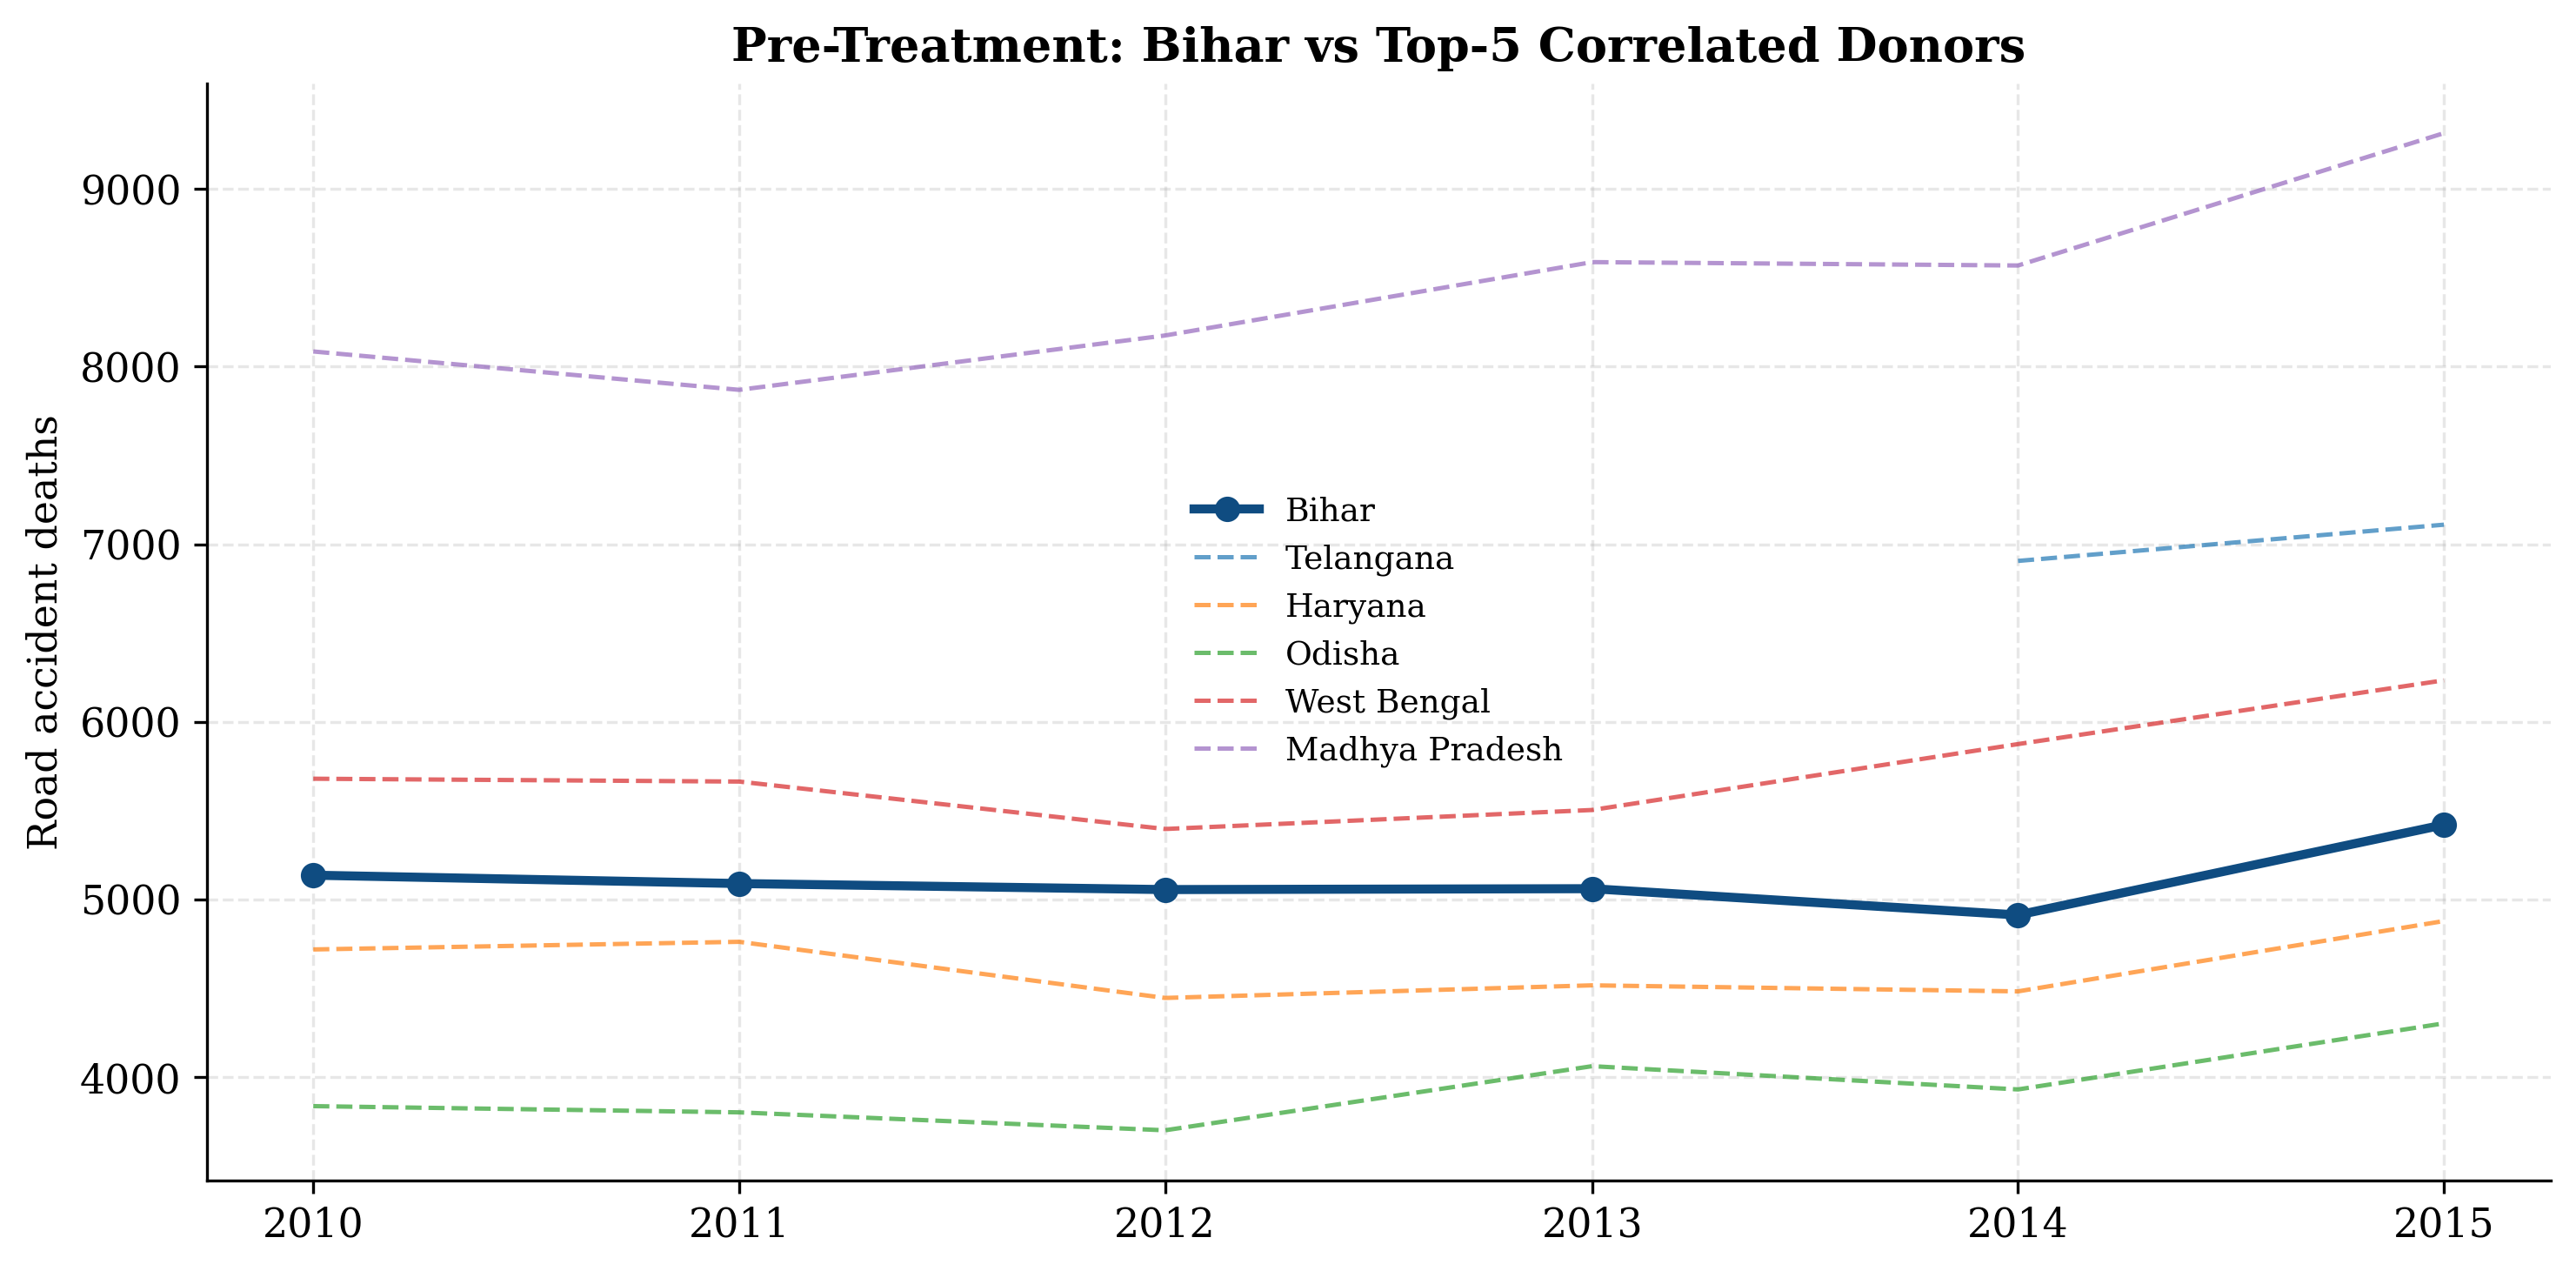 Pre-Treatment: Bihar vs Top-5 Correlated Donors
Road accident deaths
9000
8000
7000
6000
5000
4000
Bihar
Telangana
Haryana
Odisha
West Bengal
Madhya Pradesh
2010 2011 2012 2013 2014 2015